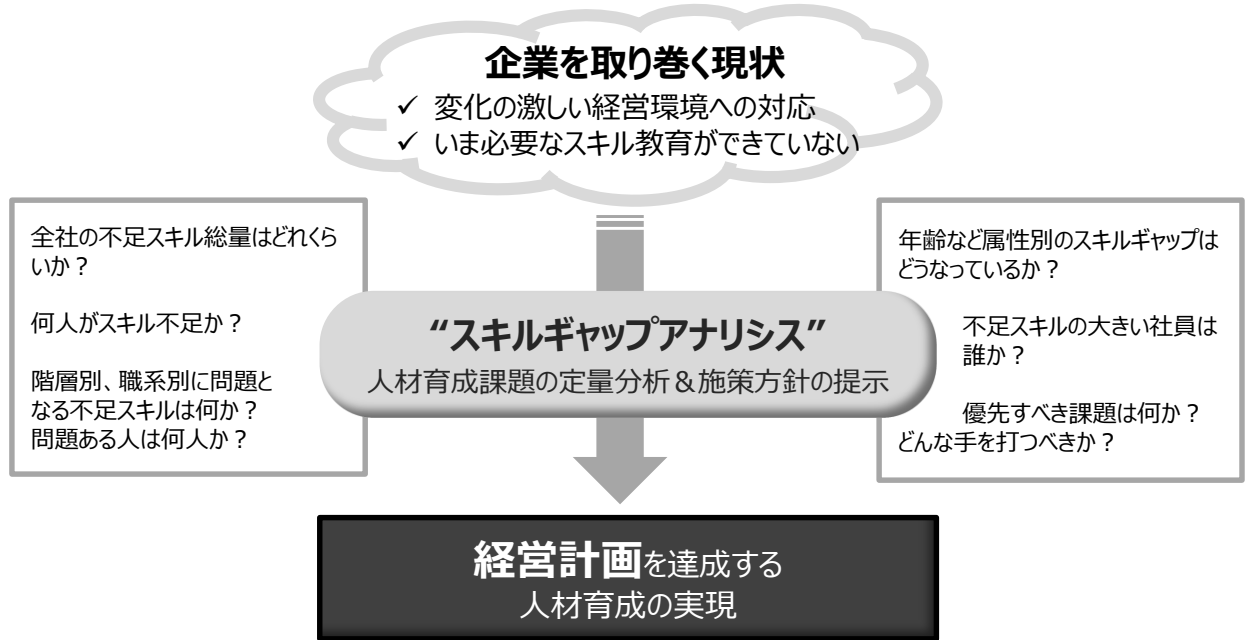 企業を取り巻く現状
✓ 変化の激しい経営環境への対応
✓ いま必要なスキル教育ができていない
全社の不足スキル総量はどれくら
いか？
何人がスキル不足か？
階層別、職系別に問題と
なる不足スキルは何か？
問題ある人は何人か？
“スキルギャップアナリシス”
人材育成課題の定量分析＆施策方針の提示
年齢など属性別のスキルギャップは
どうなっているか？
不足スキルの大きい社員は
誰か？
優先すべき課題は何か？
どんな手を打つべきか？
経営計画を達成する
人材育成の実現